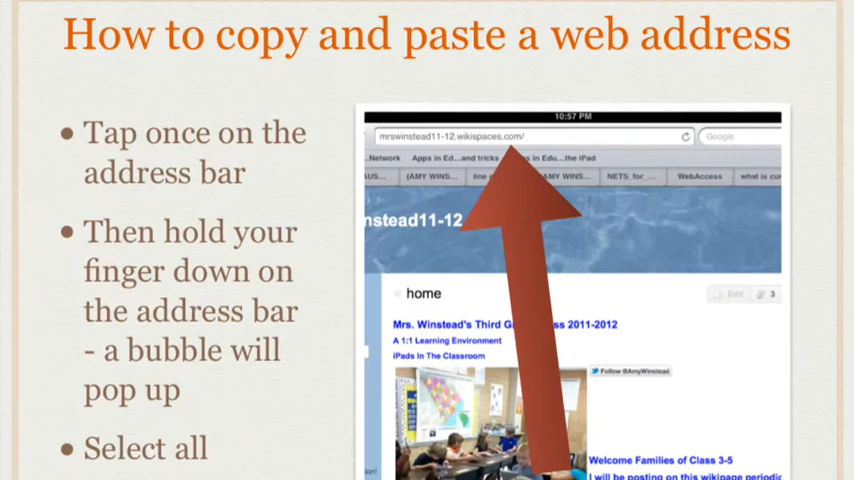 How to copy and paste a web address
• Tap once on the
address bar
• Then hold your
finger down on
the address bar
- a bubble will
pop up
• Select all
10:57 PM
mrswinstead11-12.wikispaces.com/
Google
...Network Apps in Ed...and tricks in Edu...the iPad
AUS... (AMY WINS... line AMY WINS... NETS_for_... WebAccess what is cur
nstead11-12
home
Edit 3
Mrs. Winstead's Third G ss 2011-2012
A 1:1 Learning Environment
iPads In The Classroom
Follow @AmyWinstead
Welcome Families of Class 3-5
I will be posting on this wikipage periodic